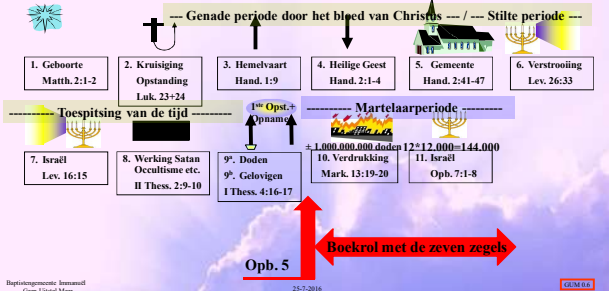 --- Genade periode door het bloed van Christus --- / --- Stilte periode ---
1. Geboorte
Matth. 2:1-2
2. Kruisiging
Opstanding
Luk. 23+24
3. Hemelvaart
Hand. 1:9
4. Heilige Geest
Hand. 2:1-4
5. Gemeente
Hand. 2:41-47
6. Verstrooiing
Lev. 26:33
---------- Toespitsing van de tijd ---------
1ste Opst.+
Opname
---------- Martelaarperiode ---------
± 1.000.000.000 doden
12*12.000=144.000
7. Israël
Lev. 16:15
8. Werking Satan
Occultisme etc.
II Thess. 2:9-10
9a. Doden
9b. Gelovigen
I Thess. 4:16-17
10. Verdrukking
Mark. 13:19-20
11. Israël
Opb. 7:1-8
Opb. 5
Boekrol met de zeven zegels
Baptistengemeente Immanuël
25-7-2016
GUM 0.6